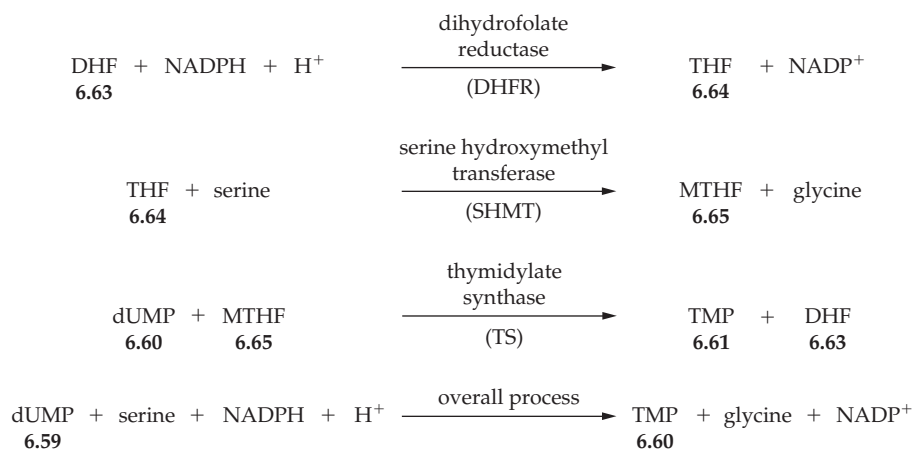 dihydrofolate
reductase
DHF + NADPH + H⁺ THF + NADP⁺
6.63 (DHFR) 6.64
serine hydroxymethyl
transferase
THF + serine MTHF + glycine
6.64 (SHMT) 6.65
thymidylate
synthase
dUMP + MTHF TMP + DHF
6.60 6.65 (TS) 6.61 6.63
overall process
dUMP + serine + NADPH + H⁺ TMP + glycine + NADP⁺
6.59 6.60